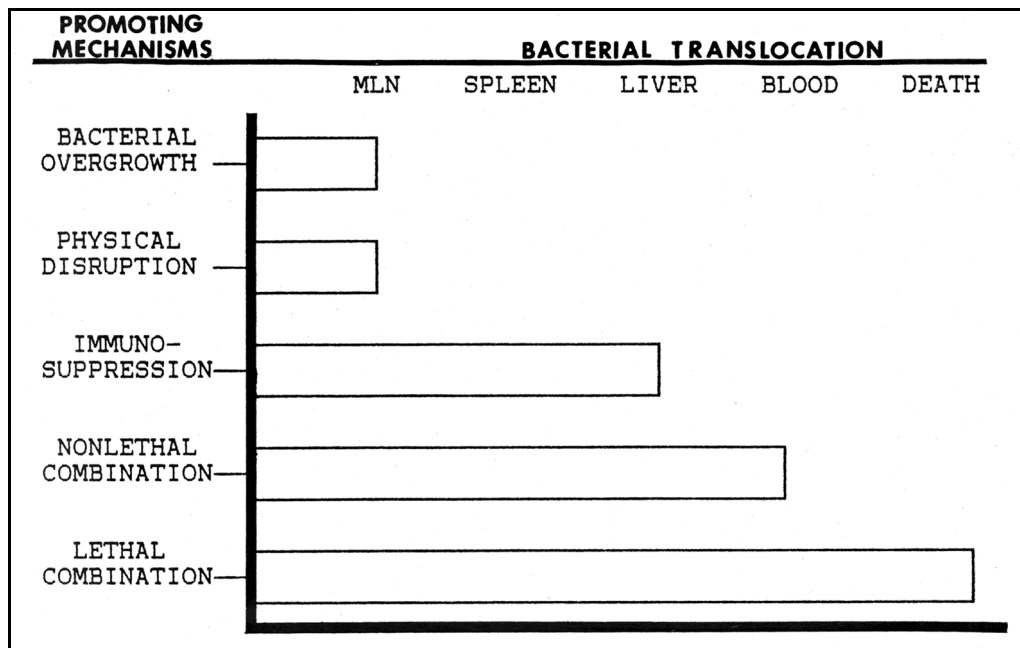 PROMOTING
MECHANISMS
BACTERIAL TRANSLOCATION
MLN SPLEEN LIVER BLOOD DEATH
BACTERIAL
OVERGROWTH
PHYSICAL
DISRUPTION
IMMUNO-
SUPPRESSION
NONLETHAL
COMBINATION
LETHAL
COMBINATION